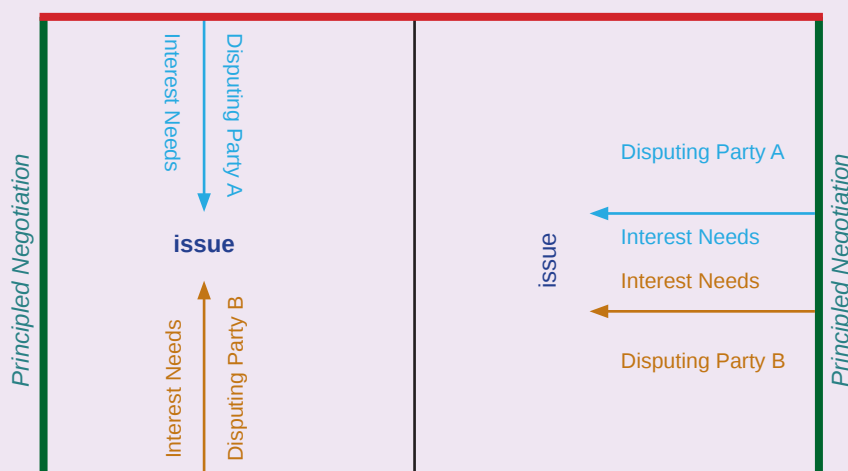 Principled Negotiation
Interest Needs
Disputing Party A
issue
Interest Needs
Disputing Party B
Disputing Party A
issue
Interest Needs
Interest Needs
Disputing Party B
Principled Negotiation